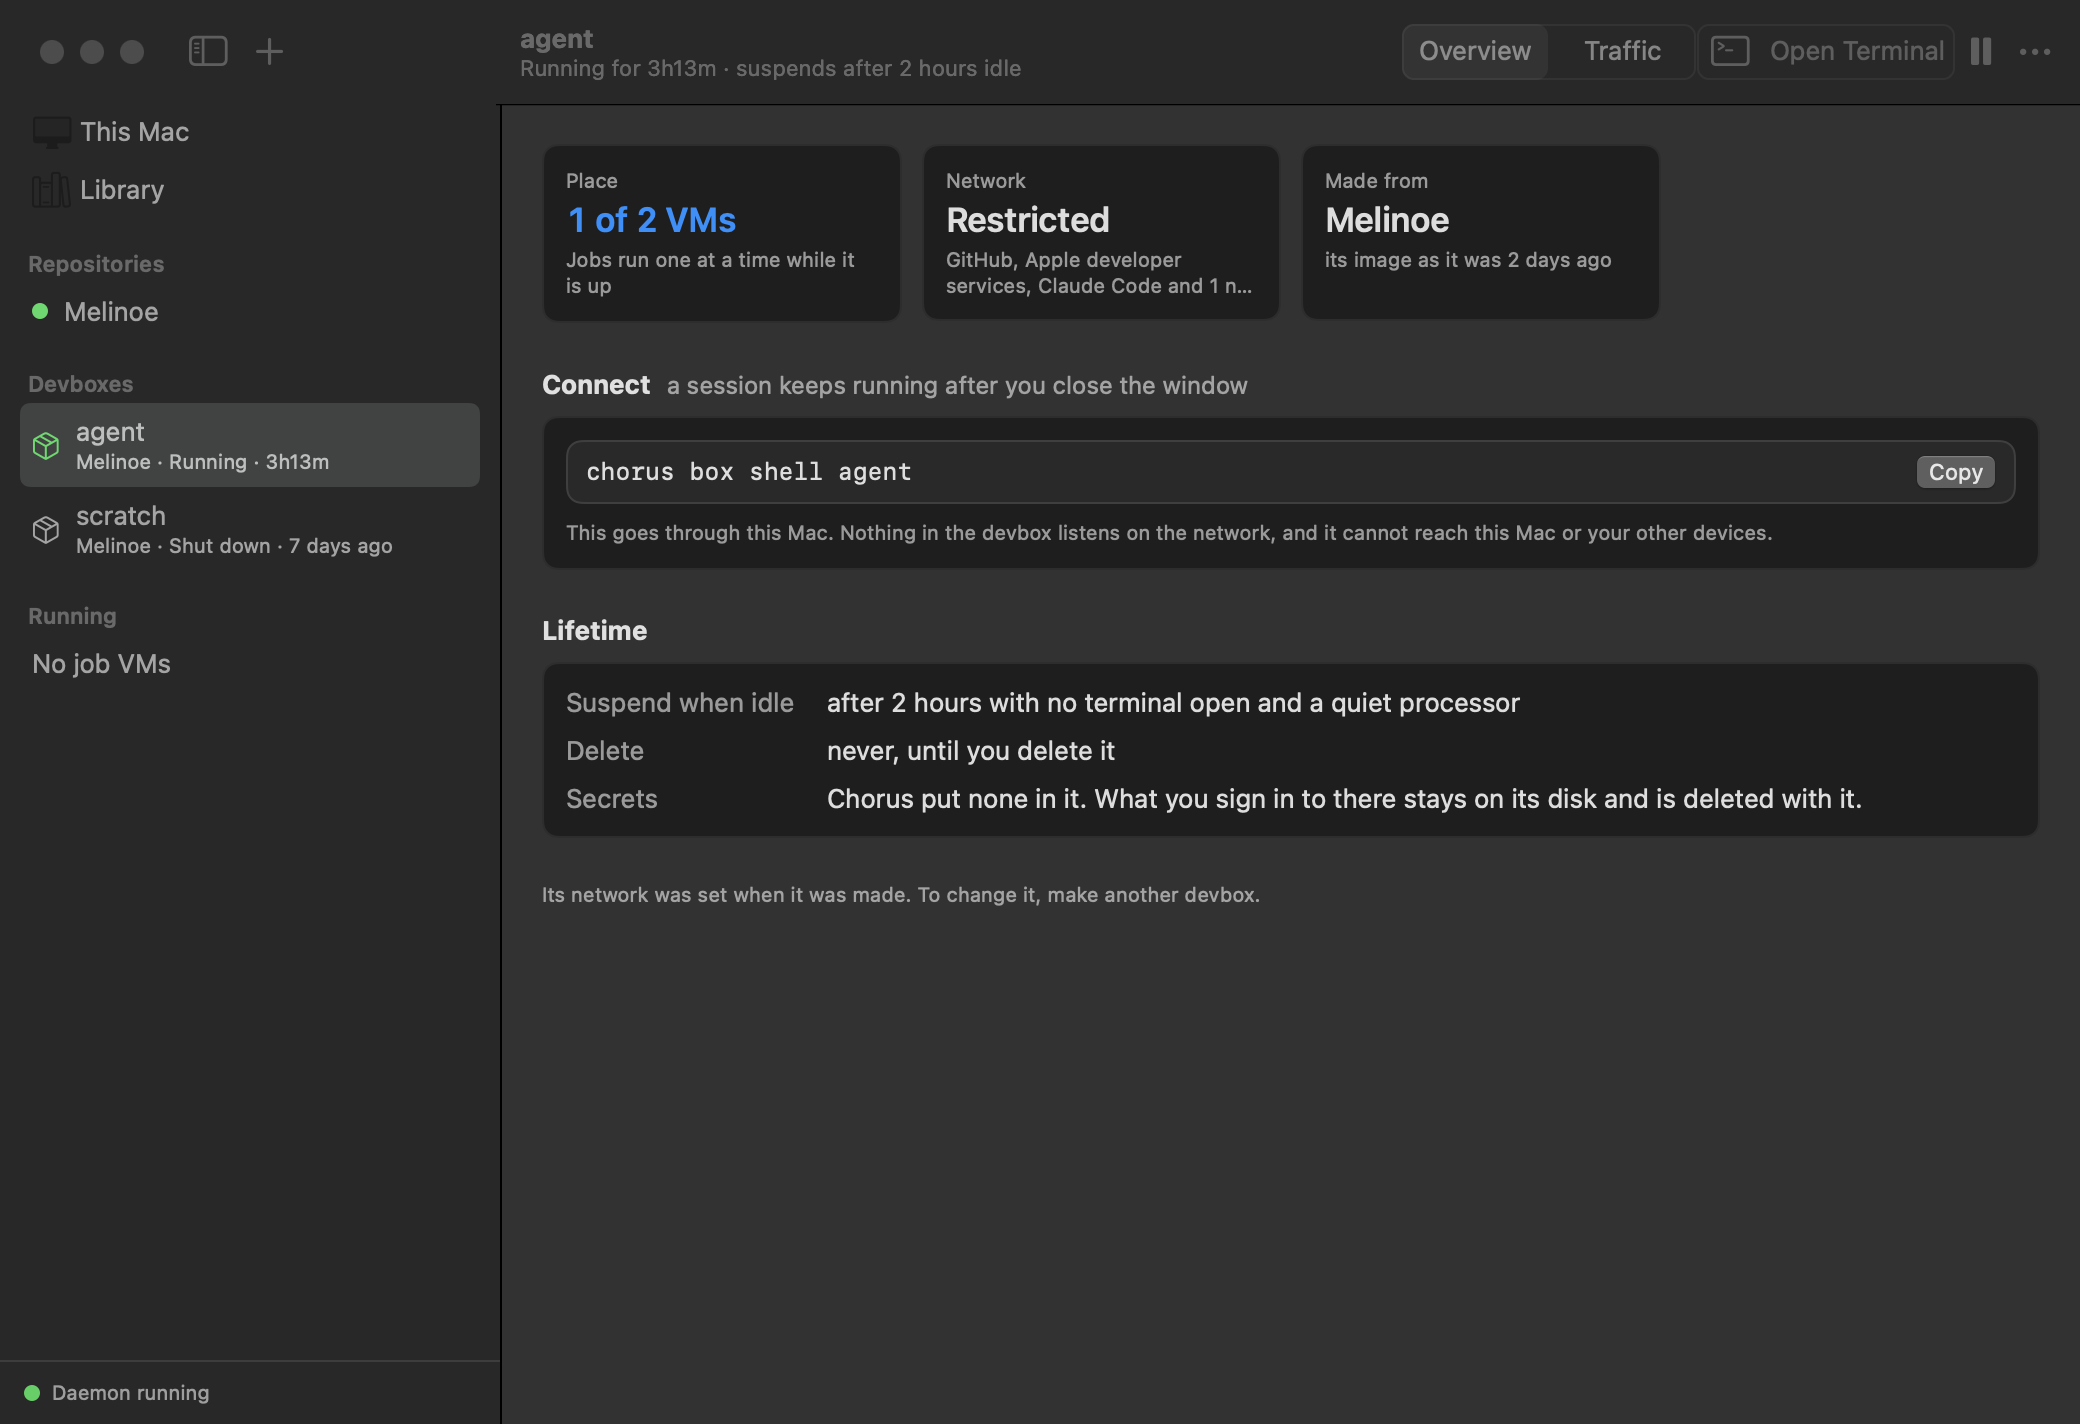 agent
Running for 3h13m · suspends after 2 hours idle
Overview
Traffic
Open Terminal
This Mac
Library
Repositories
Melinoe
Devboxes
agent
Melinoe · Running · 3h13m
scratch
Melinoe · Shut down · 7 days ago
Running
No job VMs
Daemon running
Place
1 of 2 VMs
Jobs run one at a time while it
is up
Network
Restricted
GitHub, Apple developer
services, Claude Code and 1 n...
Made from
Melinoe
its image as it was 2 days ago
Connect a session keeps running after you close the window
chorus box shell agent
Copy
This goes through this Mac. Nothing in the devbox listens on the network, and it cannot reach this Mac or your other devices.
Lifetime
Suspend when idle after 2 hours with no terminal open and a quiet processor
Delete never, until you delete it
Secrets Chorus put none in it. What you sign in to there stays on its disk and is deleted with it.
Its network was set when it was made. To change it, make another devbox.